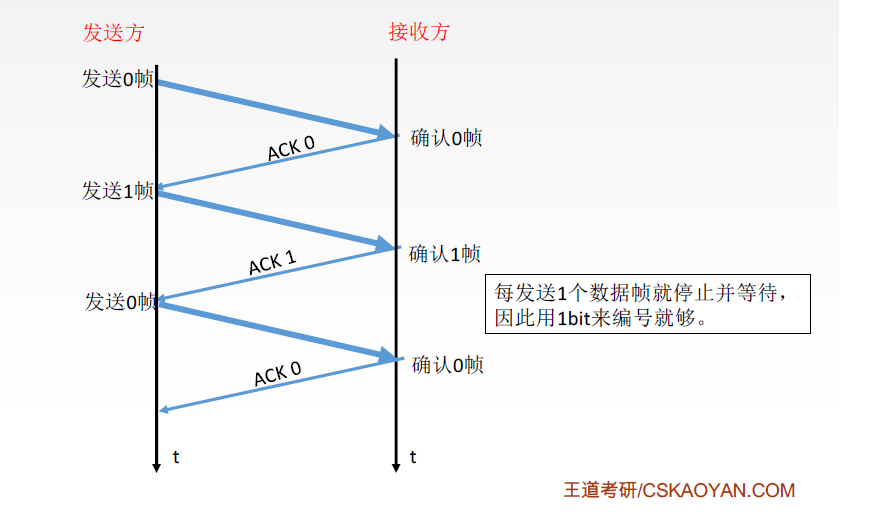 发送方
接收方
发送0帧
ACK 0
确认0帧
发送1帧
ACK 1
确认1帧
每发送1个数据帧就停止并等待，
因此用1bit来编号就够。
发送0帧
ACK 0
确认0帧
t
t
王道考研/CSKAOYAN.COM